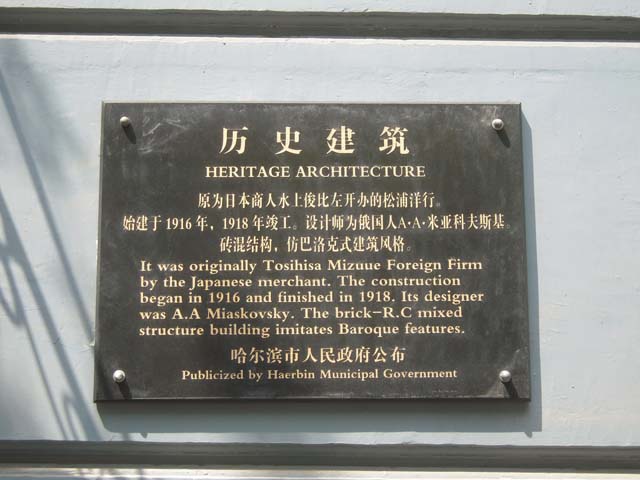 历史建筑
HERITAGE ARCHITECTURE
原为日本商人水上俊比左开办的松浦洋行。
始建于1916年，1918年竣工。设计师为俄国人A·A·米亚科夫斯基。
砖混结构，仿巴洛克式建筑风格。
It was originally Tosihisa Mizuue Foreign Firm
by the Japanese merchant. The construction
began in 1916 and finished in 1918. Its designer
was A.A Miaskovsky. The brick-R.C mixed
structure building imitates Baroque features.
哈尔滨市人民政府公布
Publicized by Haerbin Municipal Government